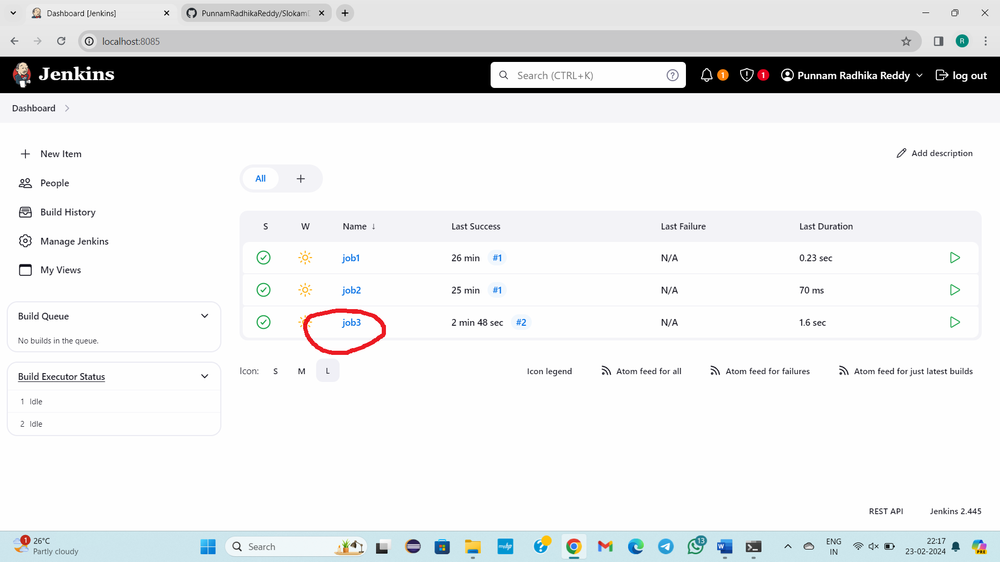 Dashboard [Jenkins]
PunnamRadhikaReddy/Slokam
localhost:8085
Jenkins
Search (CTRL+K)
?
1
1
Punnam Radhika Reddy
log out
Dashboard
New Item
People
Build History
Manage Jenkins
My Views
Build Queue
No builds in the queue.
Build Executor Status
1 Idle
2 Idle
Add description
All +
S W Name ↓ Last Success Last Failure Last Duration
job1 26 min #1 N/A 0.23 sec
job2 25 min #1 N/A 70 ms
job3 2 min 48 sec #2 N/A 1.6 sec
Icon: S M L
Icon legend
Atom feed for all
Atom feed for failures
Atom feed for just latest builds
REST API
Jenkins 2.445
1
26°C
Partly cloudy
Search
myhp
13
W
PRE
ENG
IN
22:17
23-02-2024
R